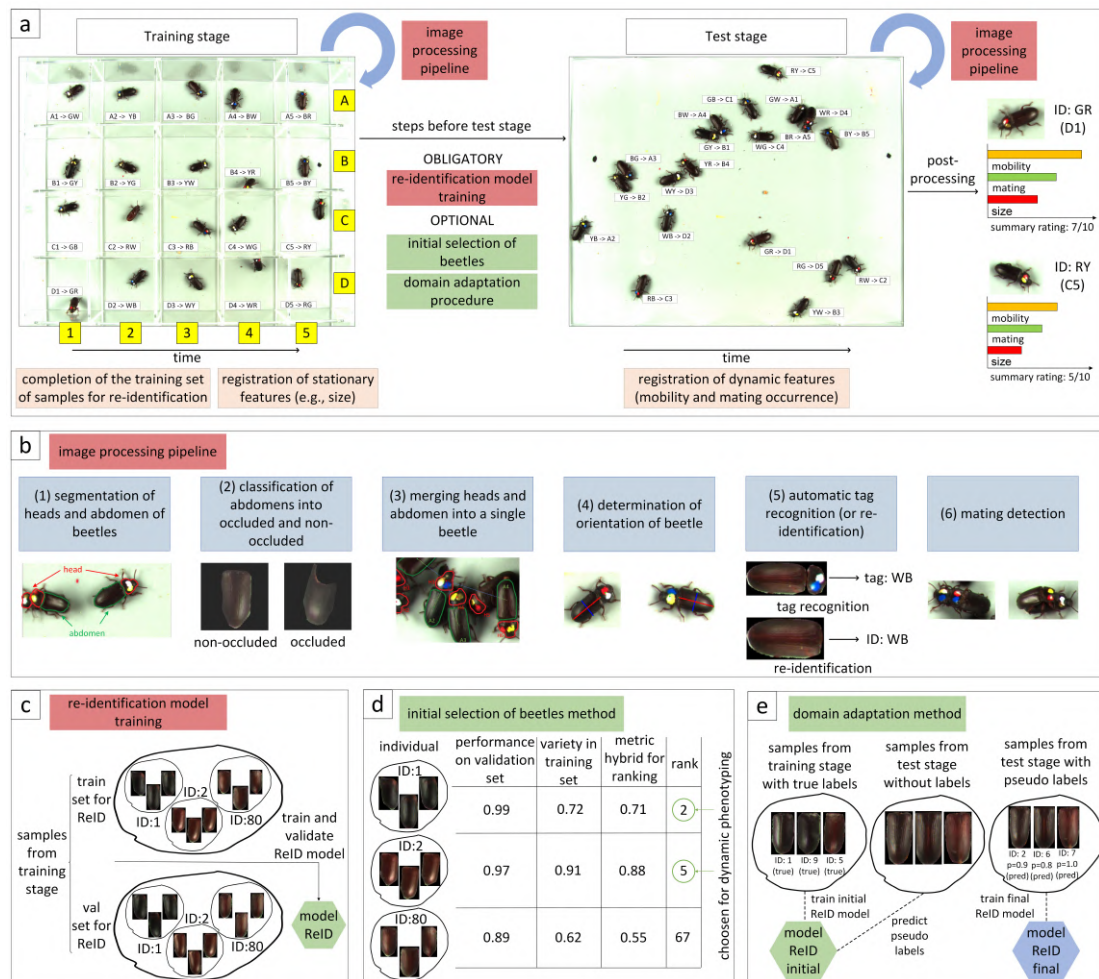 a
Training stage
image
processing
pipeline
A
A1 -> GW
A2 -> YB
A3 -> BG
A4 -> BW
A5 -> BR
B
B4 -> YR
B1 -> GY
B2 -> YG
B3 -> YW
B5 -> BY
C
C1 -> GB
C2 -> RW
C3 -> RB
C4 -> WG
C5 -> RY
D
D1 -> GR
D2 -> WB
D3 -> WY
D4 -> WR
D5 -> RG
1
2
3
4
5
time
completion of the training set
of samples for re-identification
registration of stationary
features (e.g., size)
steps before test stage
OBLIGATORY
re-identification model
training
OPTIONAL
initial selection of
beetles
domain adaptation
procedure
Test stage
image
processing
pipeline
RY -> C5
GB -> C1
GW -> A1
BW -> A4
WR -> D4
GY -> B1
WG -> C4
BR -> A5
BY -> B5
BG -> A3
YR -> B4
WY -> D3
YG -> B2
YB -> A2
WB -> D2
GR -> D1
RG -> D5
RW -> C2
RB -> C3
YW -> B3
time
registration of dynamic features
(mobility and mating occurrence)
post-
processing
ID: GR
(D1)
mobility
mating
size
summary rating: 7/10
ID: RY
(C5)
mobility
mating
size
summary rating: 5/10
b
image processing pipeline
(1) segmentation of
heads and abdomen of
beetles
(2) classification of
abdomens into
occluded and non-
occluded
(3) merging heads and
abdomen into a single
beetle
(4) determination of
orientation of beetle
(5) automatic tag
recognition (or re-
identification)
(6) mating detection
head
abdomen
non-occluded
occluded
tag: WB
tag recognition
ID: WB
re-identification
c
re-identification model
training
samples
from
training
stage
train
set for
ReID
ID:1
ID:2
ID:80
val
set for
ReID
ID:1
ID:2
ID:80
train and
validate
ReID model
model
ReID
d
initial selection of beetles method
individual
performance
on validation
set
variety in
training
set
metric
hybrid for
ranking
rank
ID:1
0.99
0.72
0.71
2
ID:2
0.97
0.91
0.88
5
ID:80
0.89
0.62
0.55
67
choosen for dynamic phenotyping
e
domain adaptation method
samples from
training stage
with true labels
samples from
test stage
without labels
samples from
test stage with
pseudo labels
ID: 1
(true)
ID: 9
(true)
ID: 5
(true)
ID: 2
p=0.9
(pred)
ID: 6
p=0.8
(pred)
ID: 7
p=1.0
(pred)
train initial
ReID model
predict
pseudo
labels
train final
ReID model
model
ReID
initial
model
ReID
final